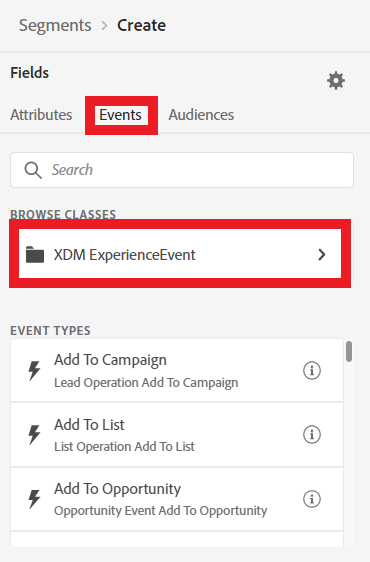 Segments > Create
Fields
Attributes Events Audiences
Search
BROWSE CLASSES
XDM ExperienceEvent
EVENT TYPES
Add To Campaign
Lead Operation Add To Campaign
Add To List
List Operation Add To List
Add To Opportunity
Opportunity Event Add To Opportunity